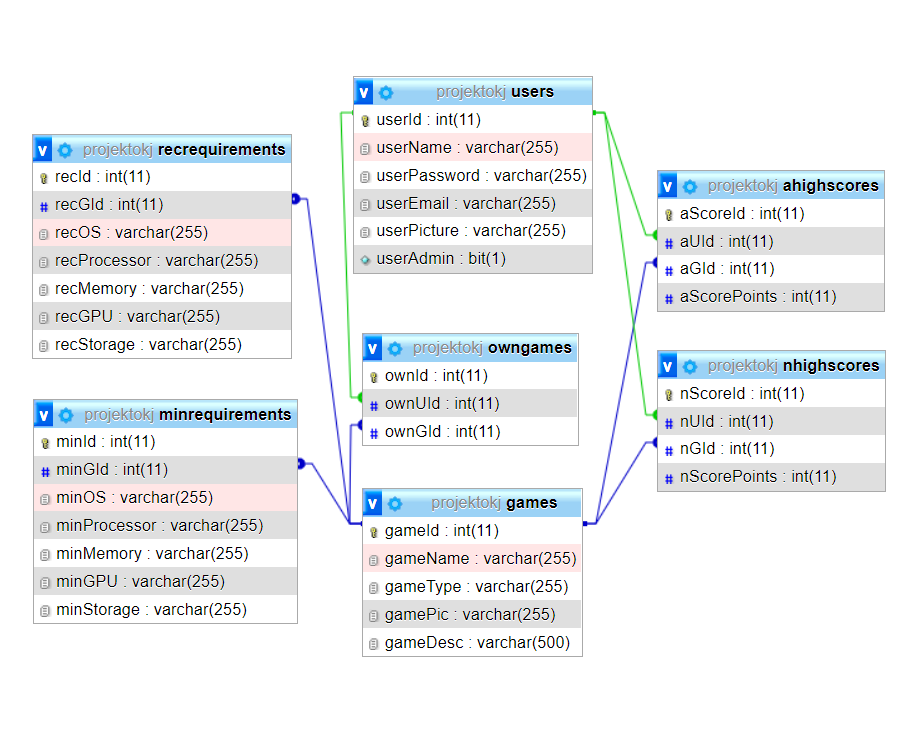 v projektokj users
userId : int(11)
userName : varchar(255)
userPassword : varchar(255)
userEmail : varchar(255)
userPicture : varchar(255)
userAdmin : bit(1)
v projektokj recrequirements
recId : int(11)
# recGId : int(11)
recOS : varchar(255)
recProcessor : varchar(255)
recMemory : varchar(255)
recGPU : varchar(255)
recStorage : varchar(255)
v projektokj ahighscores
aScoreId : int(11)
# aUId : int(11)
# aGId : int(11)
# aScorePoints : int(11)
v projektokj owngames
ownId : int(11)
# ownUId : int(11)
# ownGId : int(11)
v projektokj nhighscores
nScoreId : int(11)
# nUId : int(11)
# nGId : int(11)
# nScorePoints : int(11)
v projektokj minrequirements
minId : int(11)
# minGId : int(11)
minOS : varchar(255)
minProcessor : varchar(255)
minMemory : varchar(255)
minGPU : varchar(255)
minStorage : varchar(255)
v projektokj games
gameId : int(11)
gameName : varchar(255)
gameType : varchar(255)
gamePic : varchar(255)
gameDesc : varchar(500)